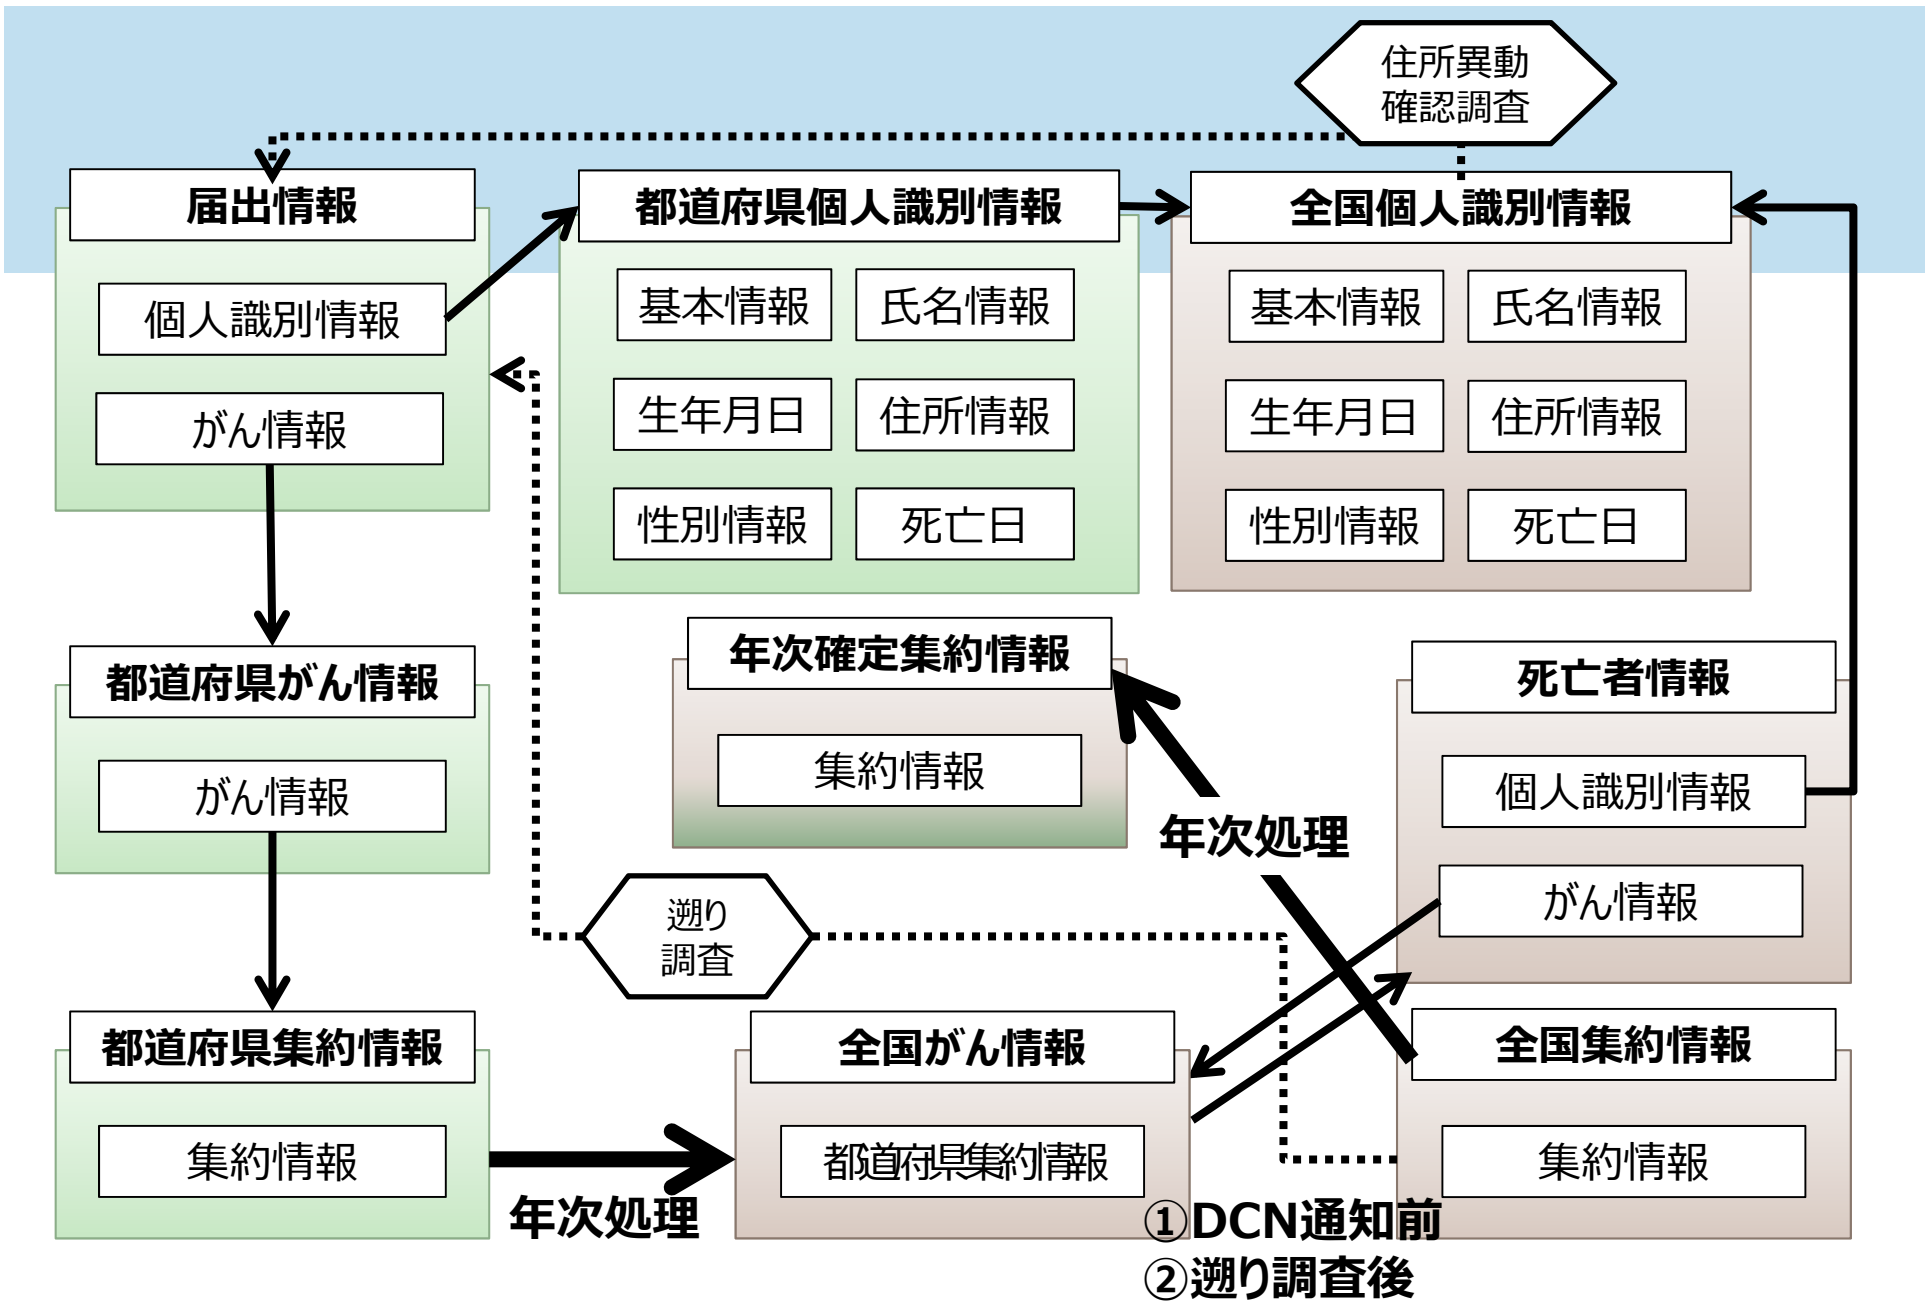 住所異動
確認調査
届出情報
個人識別情報
がん情報
都道府県個人識別情報
基本情報
氏名情報
生年月日
住所情報
性別情報
死亡日
全国個人識別情報
基本情報
氏名情報
生年月日
住所情報
性別情報
死亡日
都道府県がん情報
がん情報
年次確定集約情報
集約情報
年次処理
死亡者情報
個人識別情報
がん情報
遡り
調査
都道府県集約情報
集約情報
年次処理
全国がん情報
都道府県集約情報
全国集約情報
集約情報
①DCN通知前
②遡り調査後